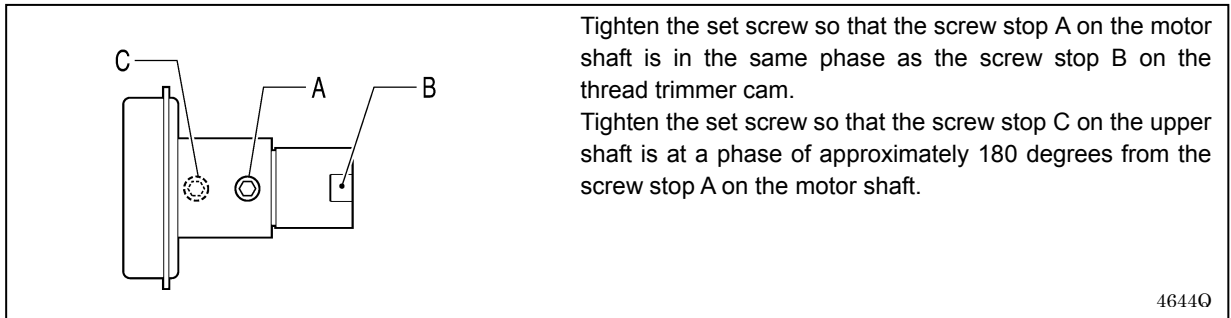 C
A
B
Tighten the set screw so that the screw stop A on the motor
shaft is in the same phase as the screw stop B on the
thread trimmer cam.
Tighten the set screw so that the screw stop C on the upper
shaft is at a phase of approximately 180 degrees from the
screw stop A on the motor shaft.
4644Q